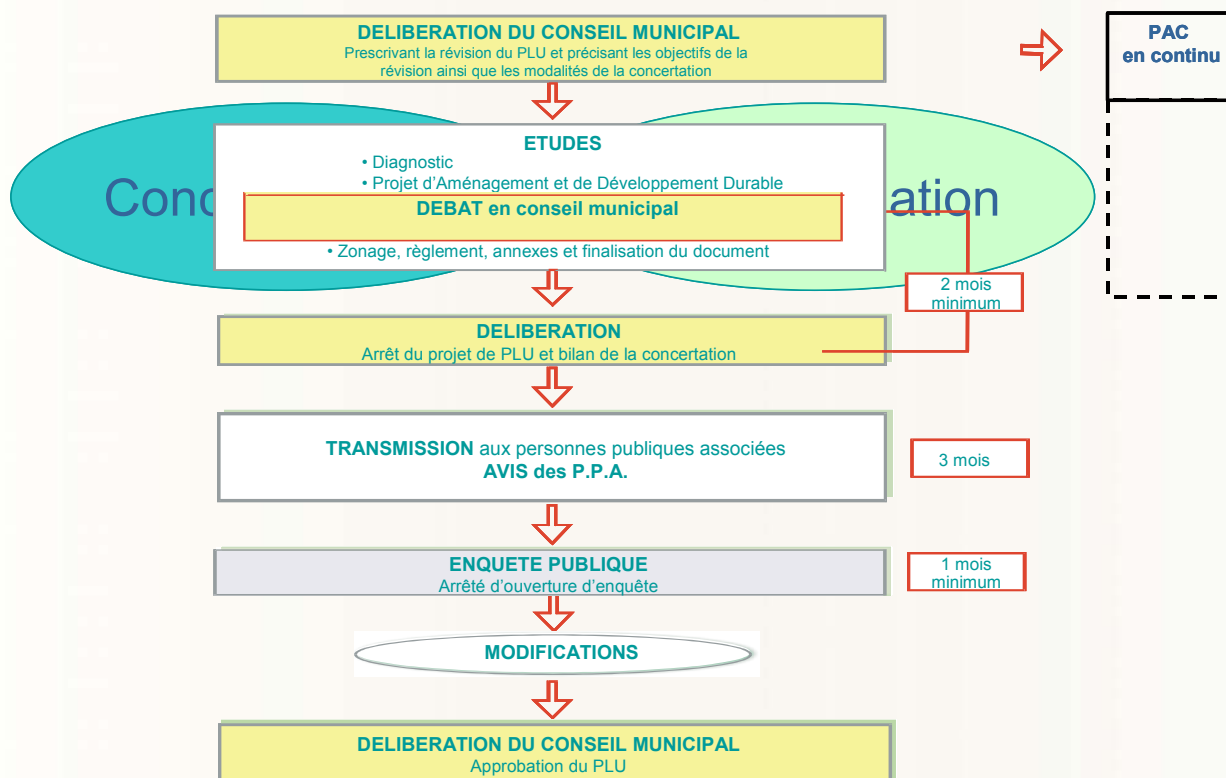 DELIBERATION DU CONSEIL MUNICIPAL
Prescrivant la révision du PLU et précisant les objectifs de la
révision ainsi que les modalités de la concertation
PAC
en continu
ETUDES
• Diagnostic
• Projet d'Aménagement et de Développement Durable
Conc
ation
DEBAT en conseil municipal
• Zonage, règlement, annexes et finalisation du document
2 mois
minimum
DELIBERATION
Arrêt du projet de PLU et bilan de la concertation
TRANSMISSION aux personnes publiques associées
AVIS des P.P.A.
3 mois
ENQUETE PUBLIQUE
Arrêté d'ouverture d'enquête
1 mois
minimum
MODIFICATIONS
DELIBERATION DU CONSEIL MUNICIPAL
Approbation du PLU